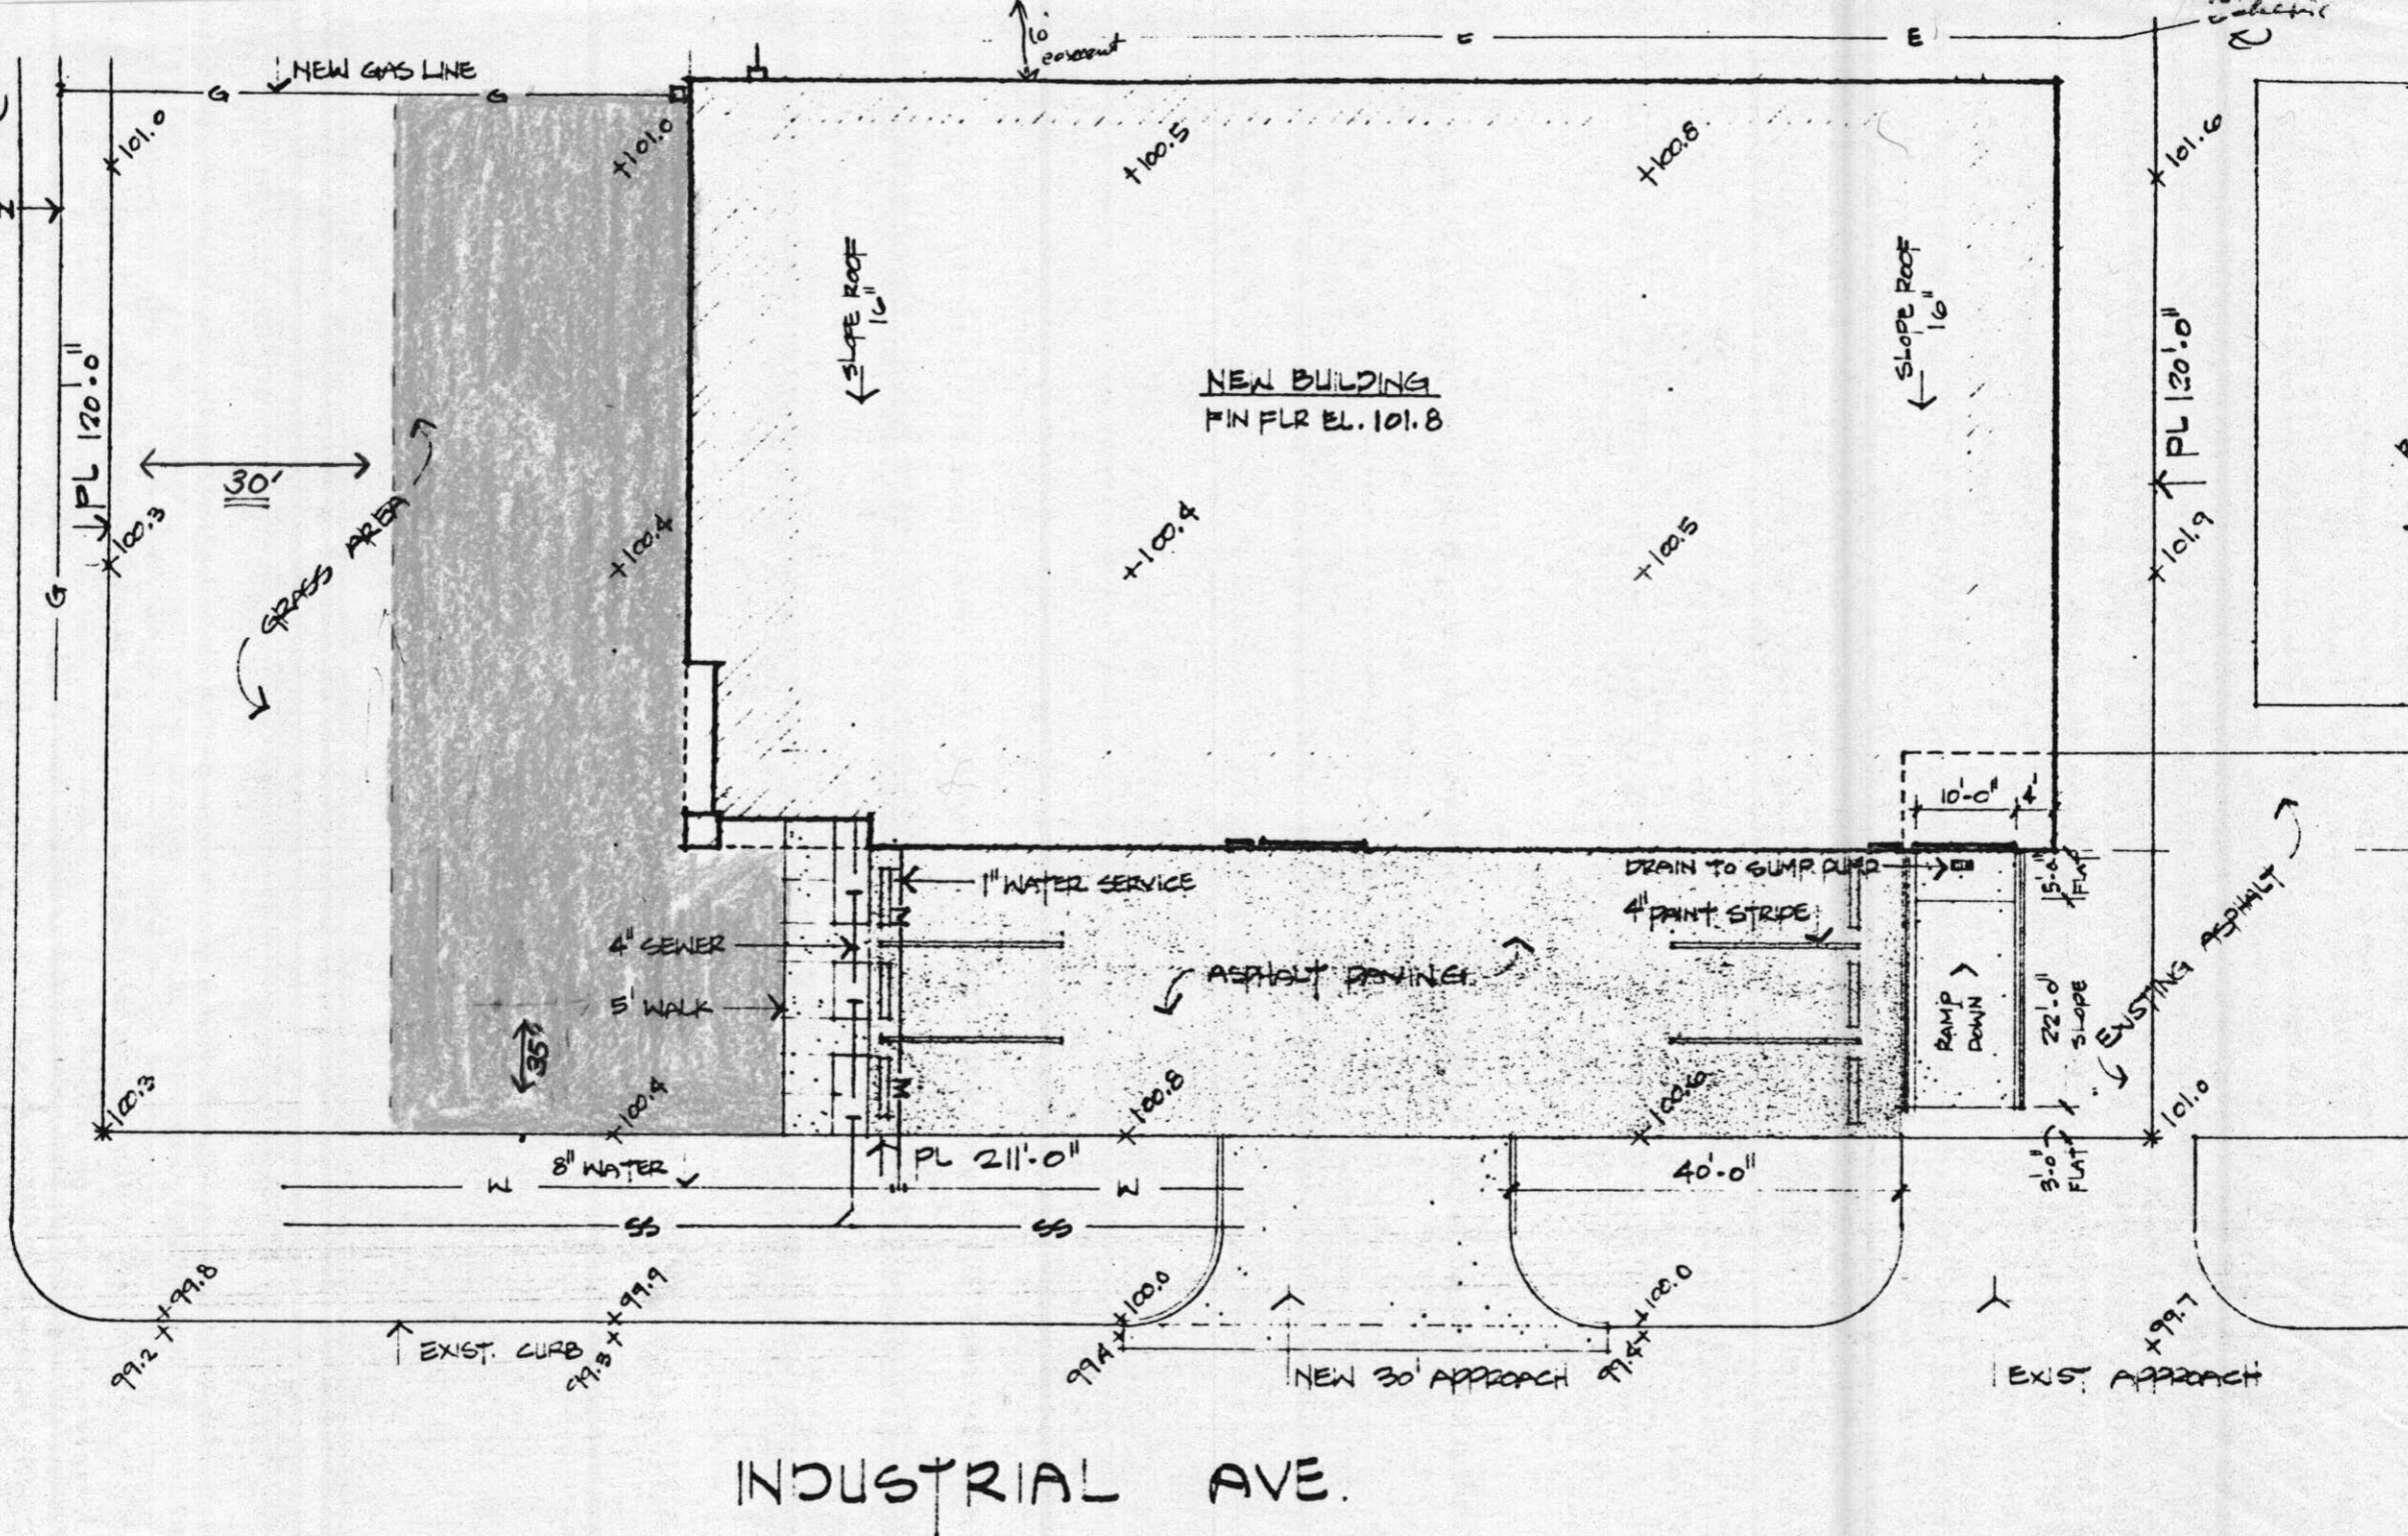 10'
easement
E
E
electric
NEW GAS LINE
G
G
101.0
101.0
100.5
100.8
101.6
N
SLOPE ROOF
16"
SLOPE ROOF
16"
PL 120'-0"
PL 120'-0"
NEW BUILDING
FIN FLR EL. 101.8
30'
GRASS AREA
100.3
100.4
100.4
100.5
101.9
G
10'-0"
4'
DRAIN TO SUMP PUMP
1" WATER SERVICE
5'-0"
FLAT
4" PAINT STRIPE
W
4" SEWER
ASPHALT PAVING
EXISTING ASPHALT
5' WALK
RAMP
DOWN
22'-0"
SLOPE
35'
W
100.3
100.4
100.8
100.6
101.0
8" WATER
PL 211'-0"
40'-0"
3'-0"
FLAT
W
W
SS
SS
99.8
99.9
100.0
100.0
99.7
99.2
99.3
99.4
99.4
EXIST. CURB
NEW 30' APPROACH
EXIST. APPROACH
INDUSTRIAL AVE.